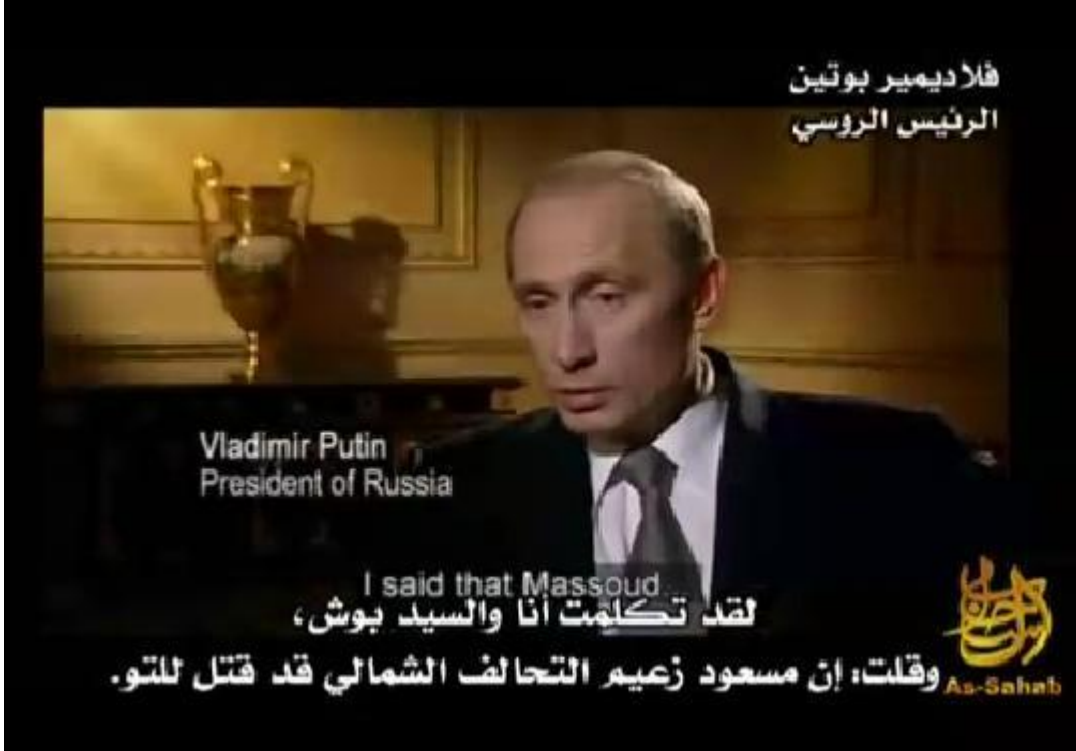 فلاديمير بوتين
الرئيس الروسي
Vladimir Putin
President of Russia
I said that Massoud...
لقد تكلمت أنا والسيد بوش،
وقلت: إن مسعود زعيم التحالف الشمالي قد قتل للتو.
As-Sahab